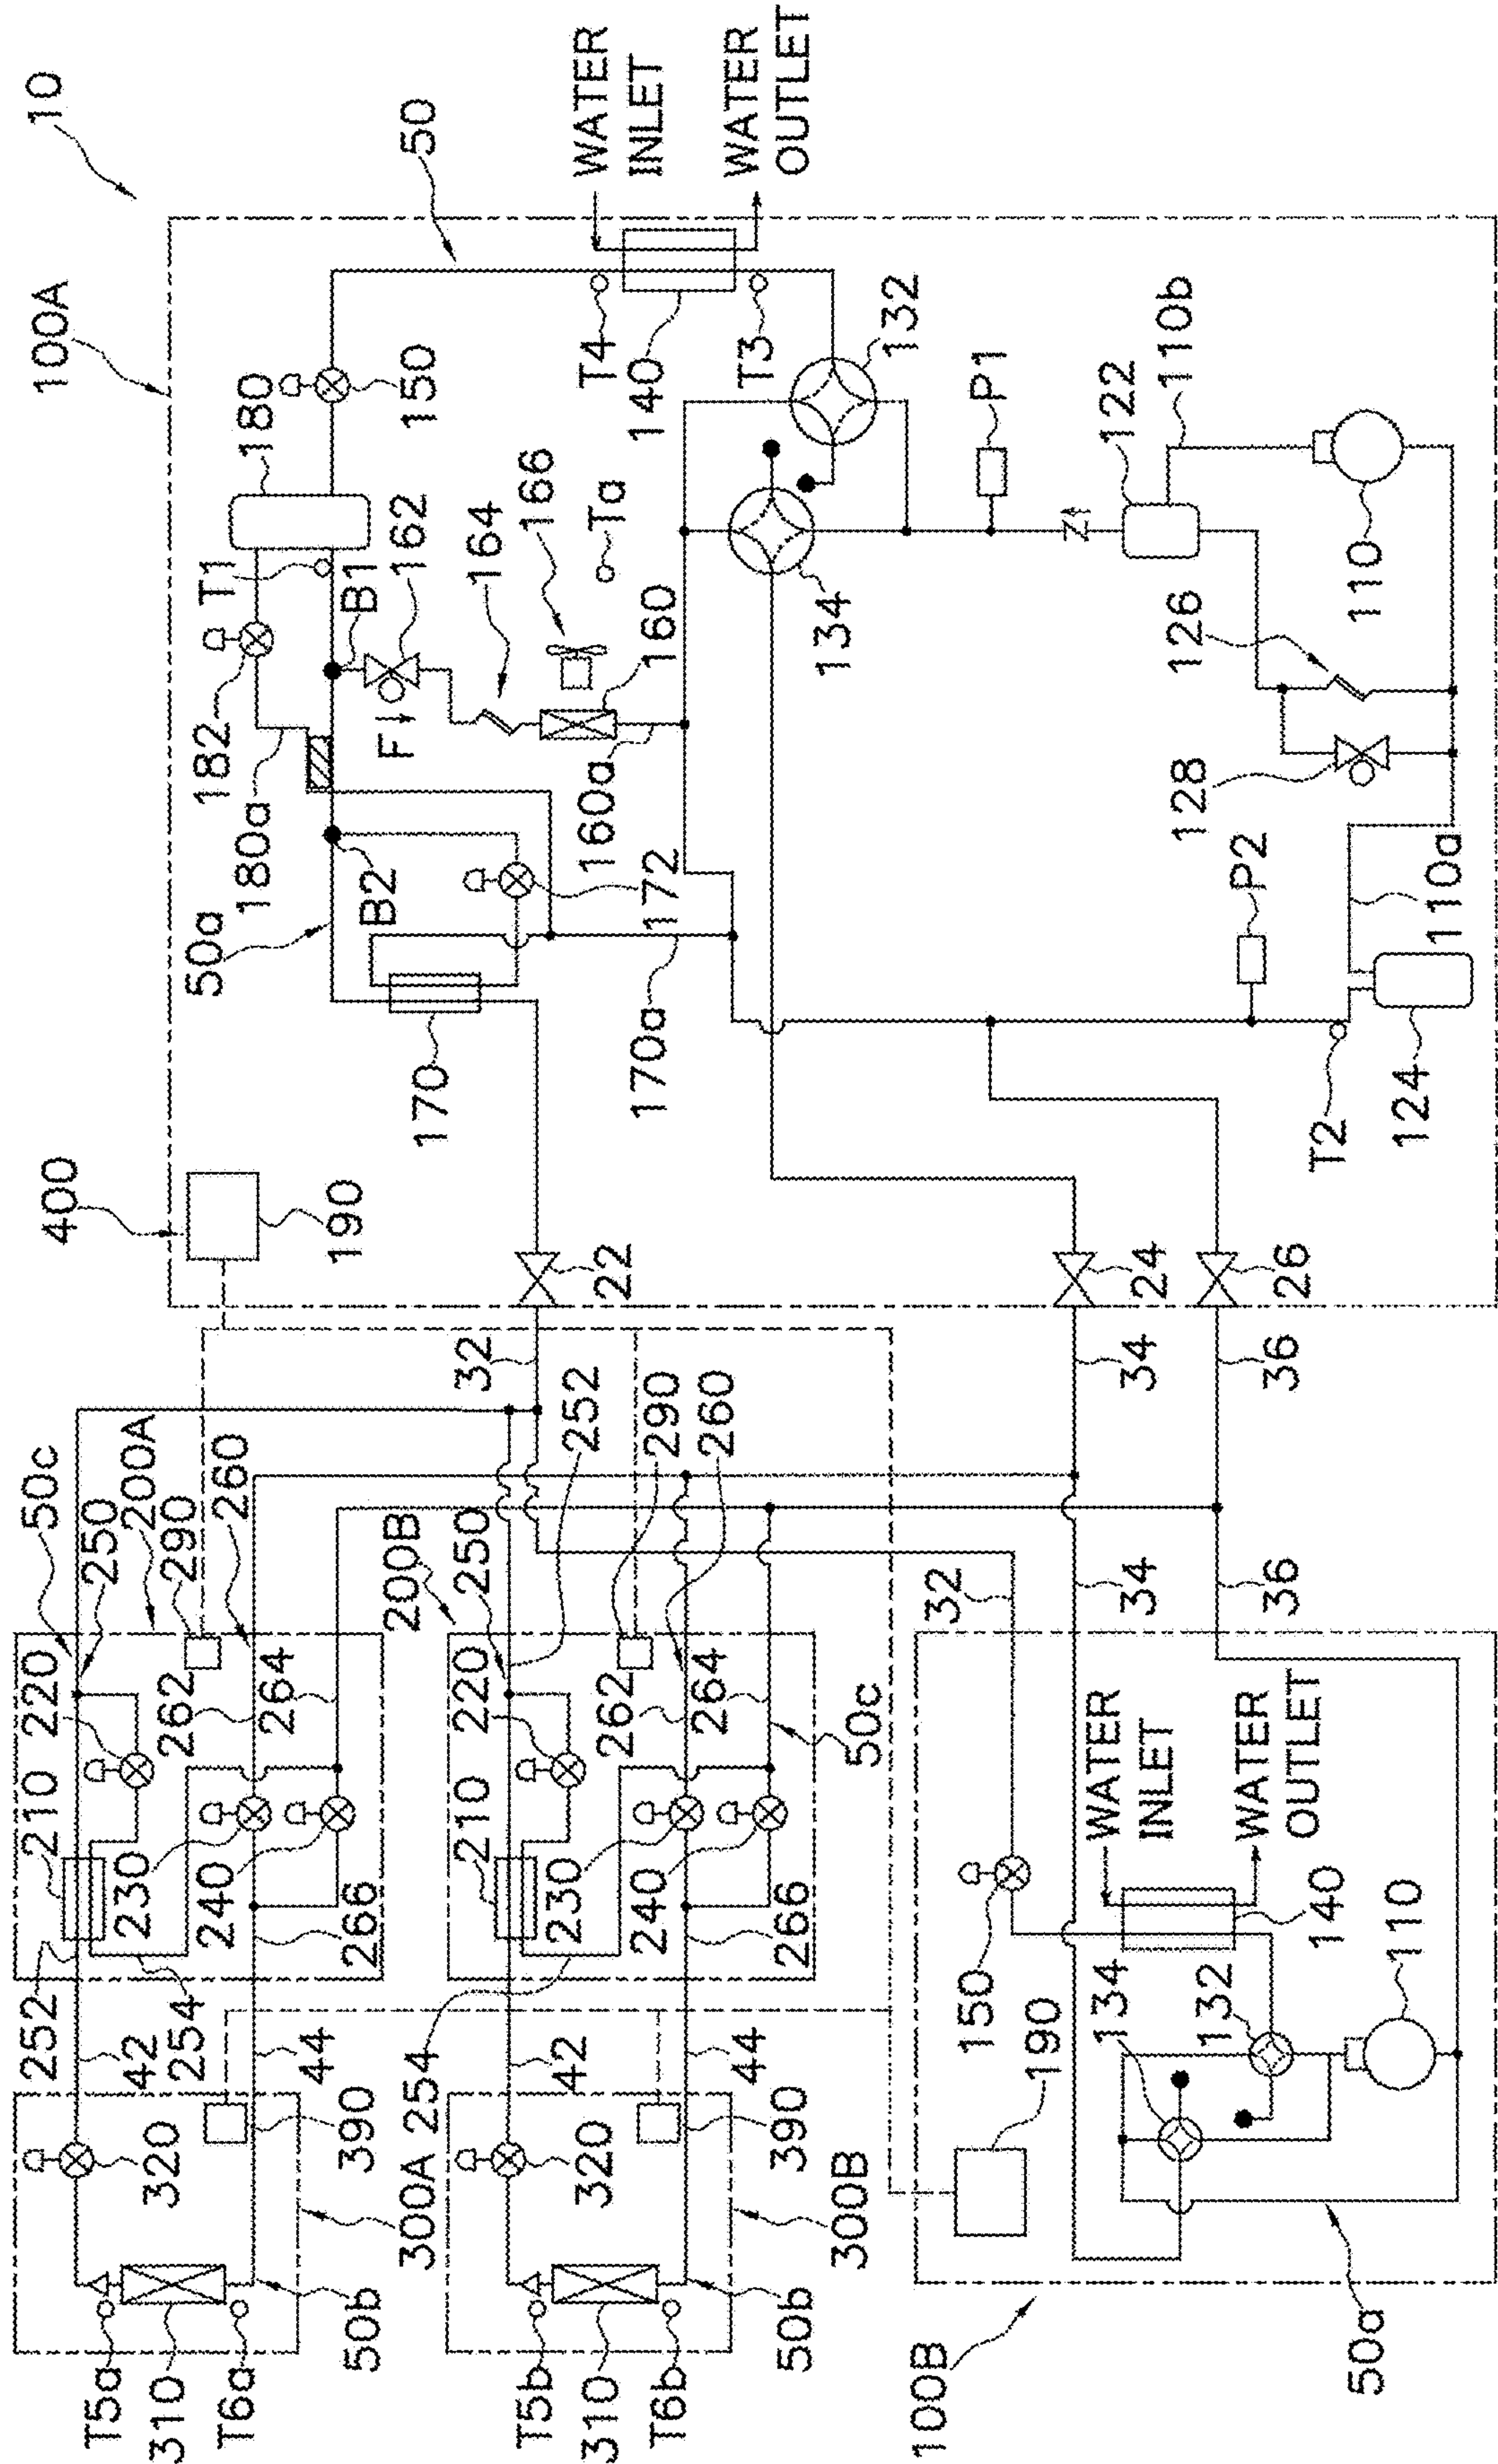 10
100A
400
50c
220
210
252
T5a
250
200A
42
230
310
320
254
262
290
182
50a
T6a
240
260
264
180a
T1
180
44
266
390
190
50b
B1
B2
F
162
150
50
300A
254
200B
170
250
220
210
32
T5b
42
164
166
WATER
INLET
310
320
230
252
22
160a
Ta
T4
T6b
240
262
290
170a
172
160
140
44
266
264
260
WATER
OUTLET
T3
50b
390
134
132
300B
50c
100B
32
P1
150
190
WATER
INLET
134
34
34
24
122
110b
132
128
126
WATER
OUTLET
P2
36
36
26
T2
140
110
50a
110
124
110a